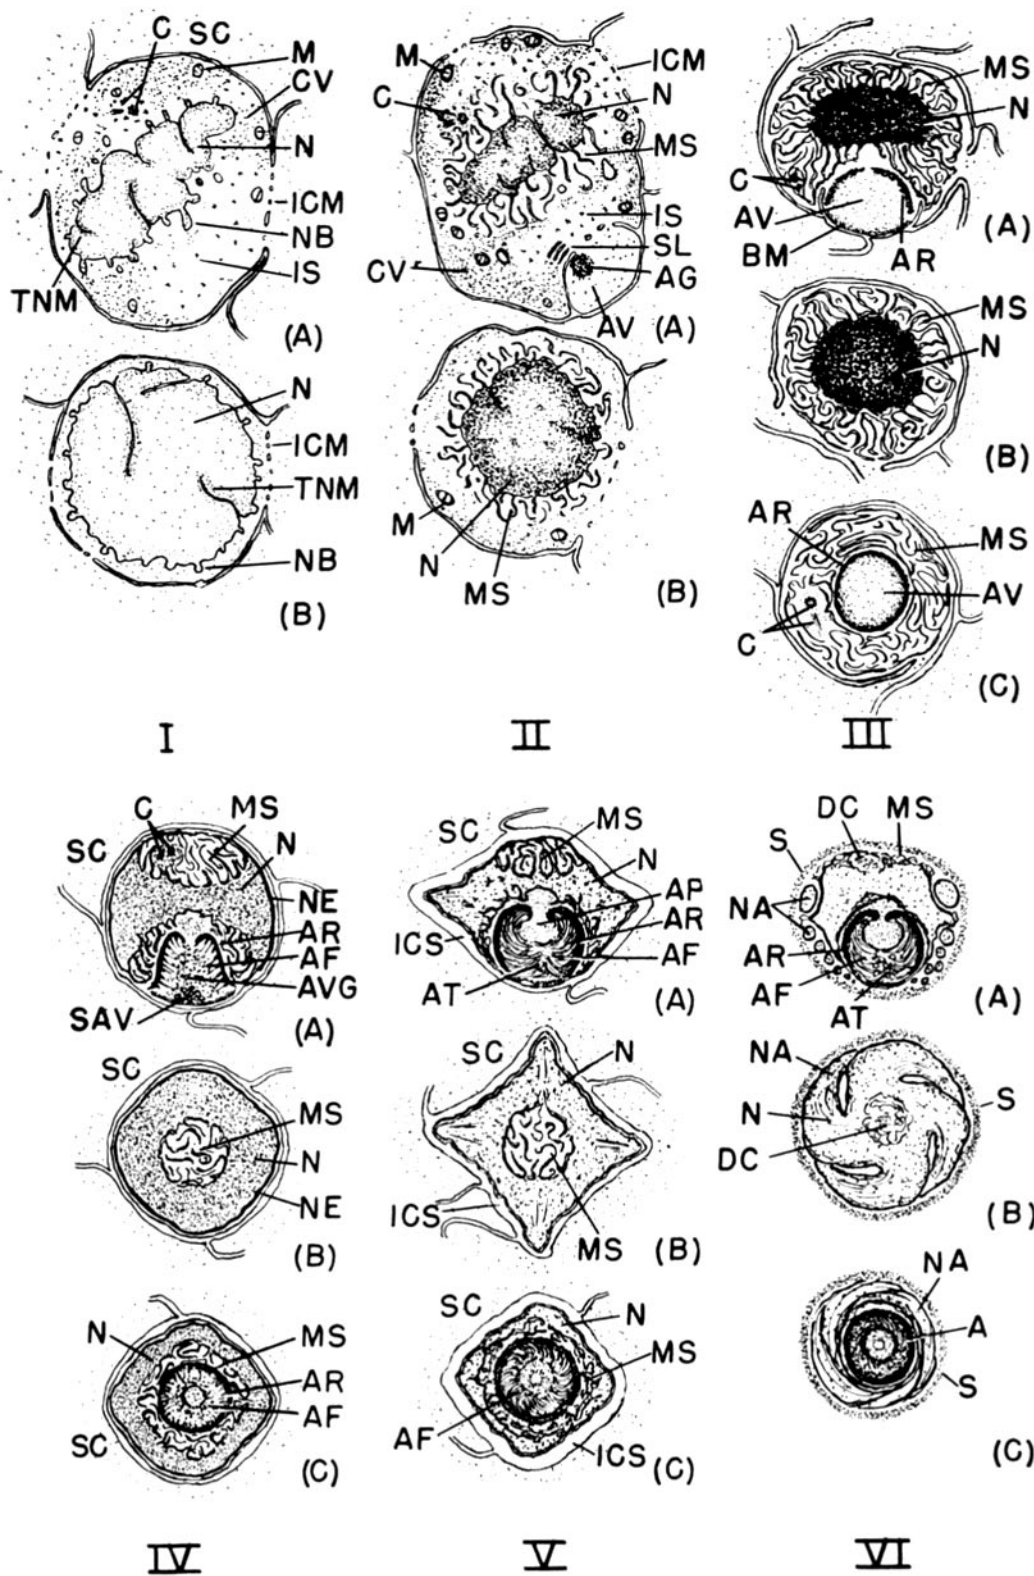 C SC
M
CV
N
ICM
NB
IS
TNM
(A)
N
ICM
TNM
NB
(B)
I
M
ICM
C
N
MS
IS
SL
CV
AG
AV
(A)
M
N
MS
(B)
II
MS
N
C
AV
BM
AR
(A)
MS
N
(B)
AR
MS
AV
C
(C)
III
C MS
SC
N
NE
AR
AF
AVG
SAV
(A)
SC
MS
N
NE
(B)
N
MS
AR
AF
SC
(C)
IV
SC
MS
N
AP
AR
ICS
AF
AT
(A)
SC
N
ICS
MS
(B)
SC
N
MS
AF
ICS
(C)
V
DC MS
S
NA
AR
AF
AT
(A)
NA
N
S
DC
(B)
NA
A
S
(C)
VI